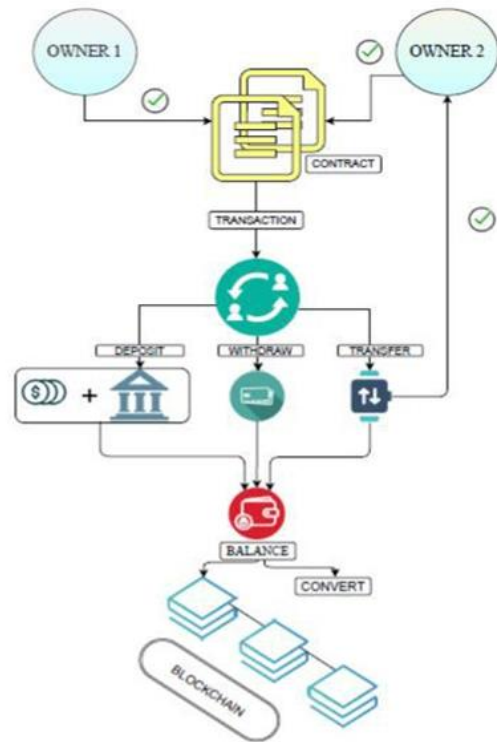 OWNER 1
OWNER 2
CONTRACT
TRANSACTION
DEPOSIT
WITHDRAW
TRANSFER
$
+
BALANCE
CONVERT
BLOCKCHAIN